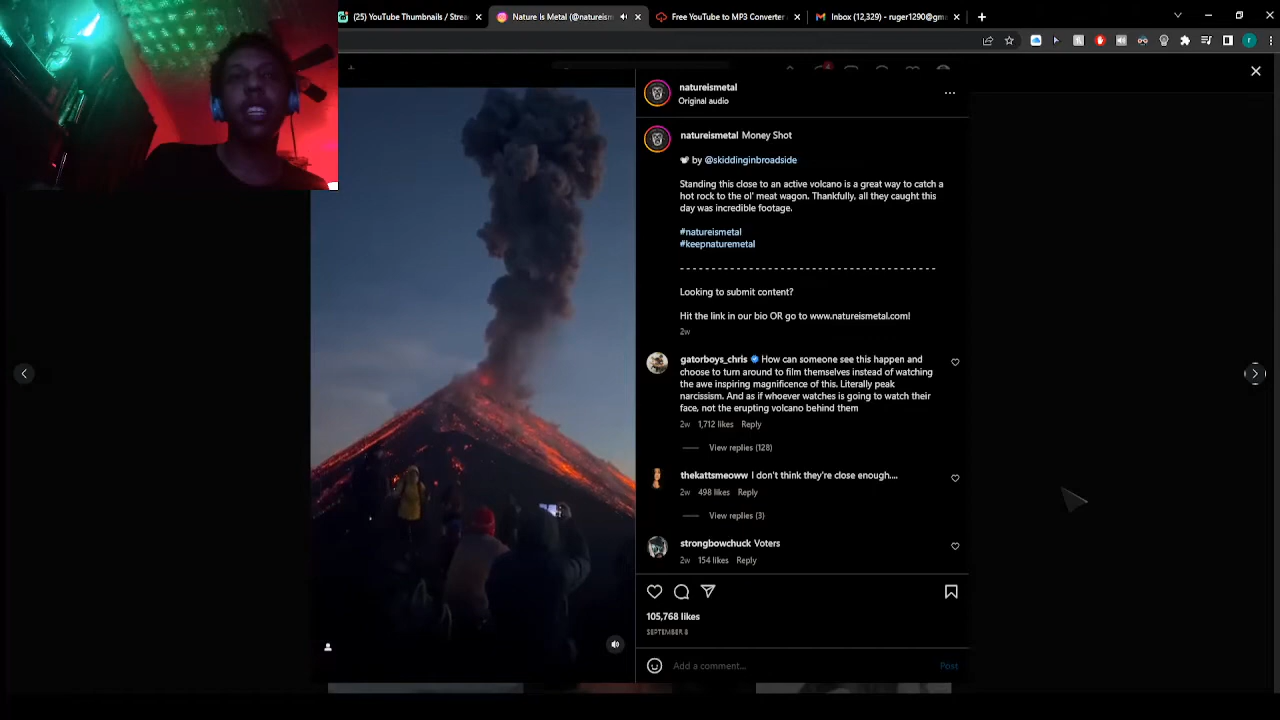 (25) YouTube Thumbnails / Strea
Nature Is Metal (@natureism
Free YouTube to MP3 Converter
Inbox (12,329) - ruger1290@gm
natureismetal
Original audio
natureismetal Money Shot
by @skiddinginbroadside
Standing this close to an active volcano is a great way to catch a
hot rock to the ol' meat wagon. Thankfully, all they caught this
day was incredible footage.
#natureismetal
#keepnaturemetal
--------------------------------------------
Looking to submit content?
Hit the link in our bio OR go to www.natureismetal.com!
2w
gatorboys_chris How can someone see this happen and
choose to turn around to film themselves instead of watching
the awe inspiring magnificence of this. Literally peak
narcissism. And as if whoever watches is going to watch their
face, not the erupting volcano behind them
2w 1,712 likes Reply
View replies (128)
thekattsmeoww I don't think they're close enough....
2w 498 likes Reply
View replies (3)
strongbowchuck Voters
2w 154 likes Reply
105,768 likes
SEPTEMBER 8
Add a comment...
Post